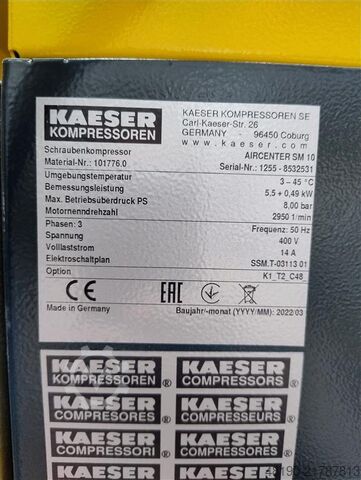 KAESER
KOMPRESSOREN
KAESER KOMPRESSOREN SE
Carl-Kaeser-Str. 26
GERMANY - 96450 Coburg
www.kaeser.com
Schraubenkompressor AIRCENTER SM 10
Material-Nr.: 101776.0 Serial-Nr.: 1255 - 8532531
Umgebungstemperatur 3 – 45 °C
Bemessungsleistung 5,5 + 0,49 kW
Max. Betriebsüberdruck PS 8,00 bar
Motornenndrehzahl 2950 1/min
Phasen: 3 Frequenz: 50 Hz
Spannung 400 V
Volllaststrom 14 A
Elektroschaltplan SSM.T-03113 01
Option K1_T2_C48
CE EAC
Made in Germany Baujahr/-monat (YYYY/MM): 2022/03
KAESER KAESER
KOMPRESSOREN® COMPRESSORS®
KAESER KAESER
COMPRESORES® COMPRESSEURS®
KAESER KAESER
COMPRESSORI® COMPRESSORES®
KAESER KAESER